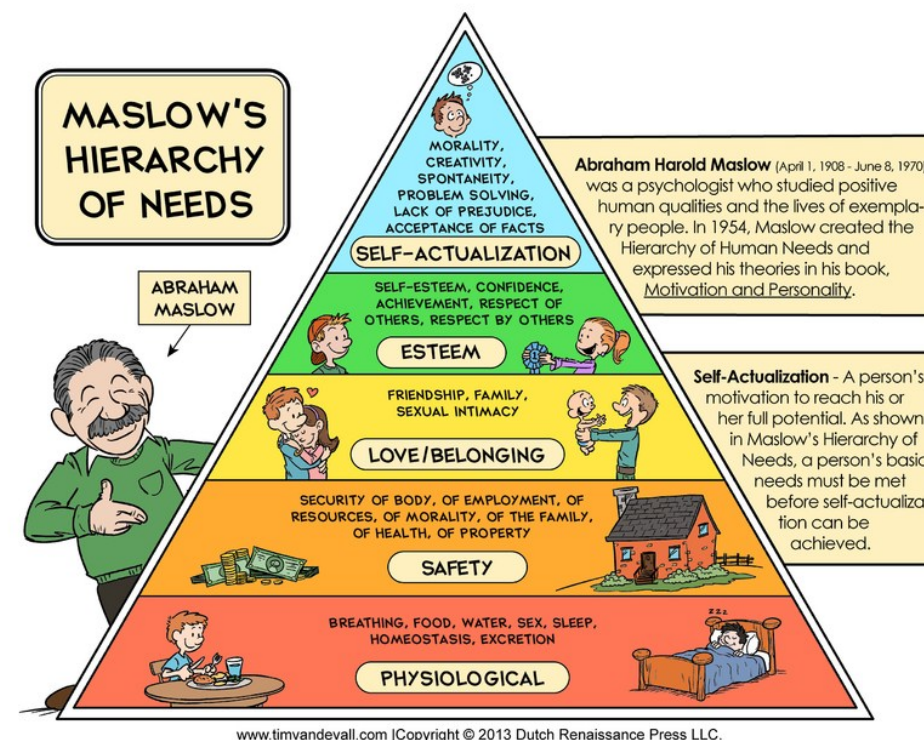 MASLOW'S
HIERARCHY
OF NEEDS
ABRAHAM
MASLOW
MORALITY,
CREATIVITY,
SPONTANEITY,
PROBLEM SOLVING,
LACK OF PREJUDICE,
ACCEPTANCE OF FACTS
SELF-ACTUALIZATION
SELF-ESTEEM, CONFIDENCE,
ACHIEVEMENT, RESPECT OF
OTHERS, RESPECT BY OTHERS
ESTEEM
FRIENDSHIP, FAMILY,
SEXUAL INTIMACY
LOVE/BELONGING
SECURITY OF BODY, OF EMPLOYMENT, OF
RESOURCES, OF MORALITY, OF THE FAMILY,
OF HEALTH, OF PROPERTY
SAFETY
BREATHING, FOOD, WATER, SEX, SLEEP,
HOMEOSTASIS, EXCRETION
PHYSIOLOGICAL
ZZZ
Abraham Harold Maslow (April 1, 1908 - June 8, 1970)
was a psychologist who studied positive
human qualities and the lives of exempla-
ry people. In 1954, Maslow created the
Hierarchy of Human Needs and
expressed his theories in his book,
Motivation and Personality.
Self-Actualization - A person's
motivation to reach his or
her full potential. As shown
in Maslow's Hierarchy of
Needs, a person's basic
needs must be met
before self-actualiza
tion can be
achieved.
www.timvandevall.com |Copyright © 2013 Dutch Renaissance Press LLC.